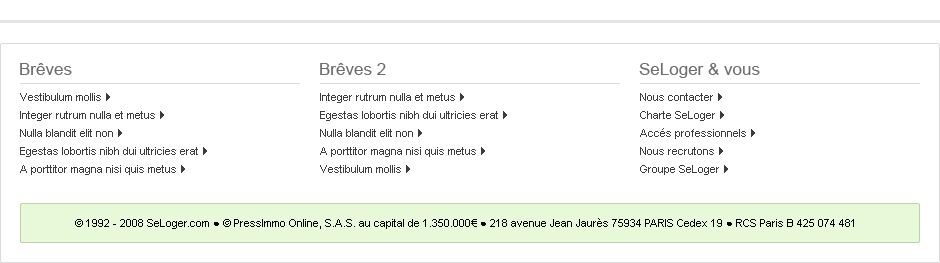 Brêves
Vestibulum mollis
Integer rutrum nulla et metus
Nulla blandit elit non
Egestas lobortis nibh dui ultricies erat
A porttitor magna nisi quis metus
Brêves 2
Integer rutrum nulla et metus
Egestas lobortis nibh dui ultricies erat
Nulla blandit elit non
A porttitor magna nisi quis metus
Vestibulum mollis
SeLoger & vous
Nous contacter
Charte SeLoger
Accés professionnels
Nous recrutons
Groupe SeLoger
© 1992 - 2008 SeLoger.com ● © PressImmo Online, S.A.S. au capital de 1.350.000€ ● 218 avenue Jean Jaurès 75934 PARIS Cedex 19 ● RCS Paris B 425 074 481